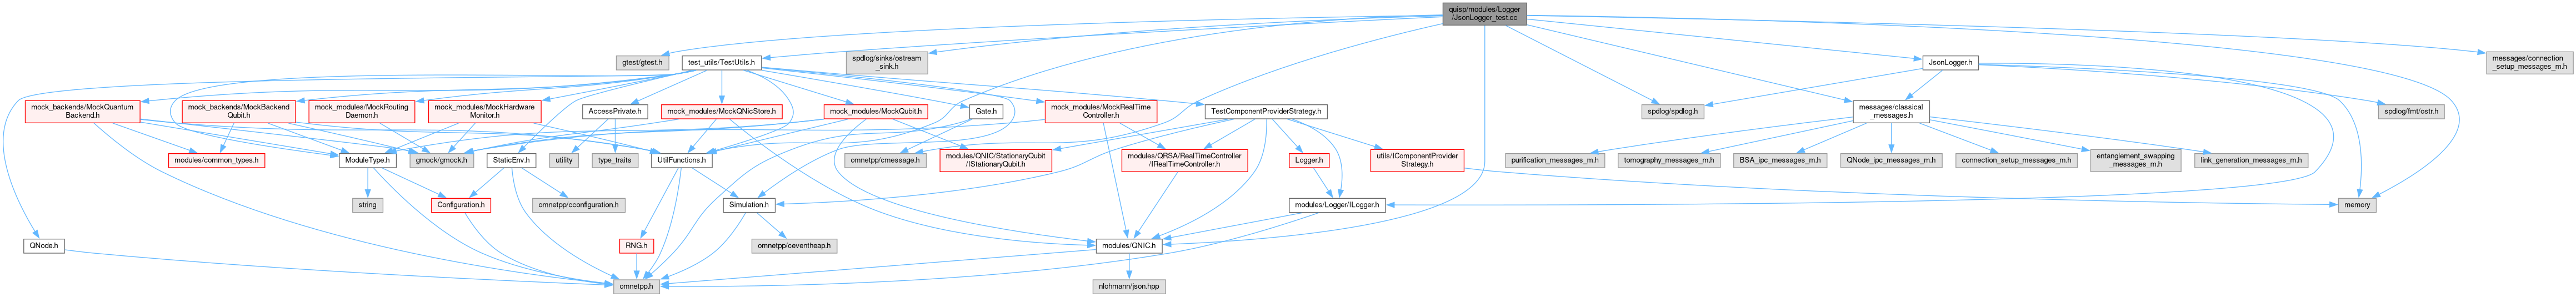 quisp/modules/Logger
/JsonLogger_test.cc
gtest/gtest.h
test_utils/TestUtils.h
spdlog/sinks/ostream
_sink.h
JsonLogger.h
messages/connection
_setup_messages_m.h
mock_backends/MockQuantum
Backend.h
mock_backends/MockBackend
Qubit.h
mock_modules/MockRouting
Daemon.h
mock_modules/MockHardware
Monitor.h
AccessPrivate.h
mock_modules/MockQNicStore.h
mock_modules/MockQubit.h
Gate.h
mock_modules/MockRealTime
Controller.h
TestComponentProviderStrategy.h
spdlog/spdlog.h
messages/classical
_messages.h
spdlog/fmt/ostr.h
modules/common_types.h
ModuleType.h
gmock/gmock.h
StaticEnv.h
utility
type_traits
UtilFunctions.h
omnetpp/cmessage.h
modules/QNIC/StationaryQubit
/IStationaryQubit.h
modules/QRSA/RealTimeController
/IRealTimeController.h
Logger.h
utils/IComponentProvider
Strategy.h
purification_messages_m.h
tomography_messages_m.h
BSA_ipc_messages_m.h
QNode_ipc_messages_m.h
connection_setup_messages_m.h
entanglement_swapping
_messages_m.h
link_generation_messages_m.h
string
Configuration.h
omnetpp/cconfiguration.h
Simulation.h
modules/Logger/ILogger.h
memory
QNode.h
RNG.h
omnetpp/ceventheap.h
modules/QNIC.h
omnetpp.h
nlohmann/json.hpp